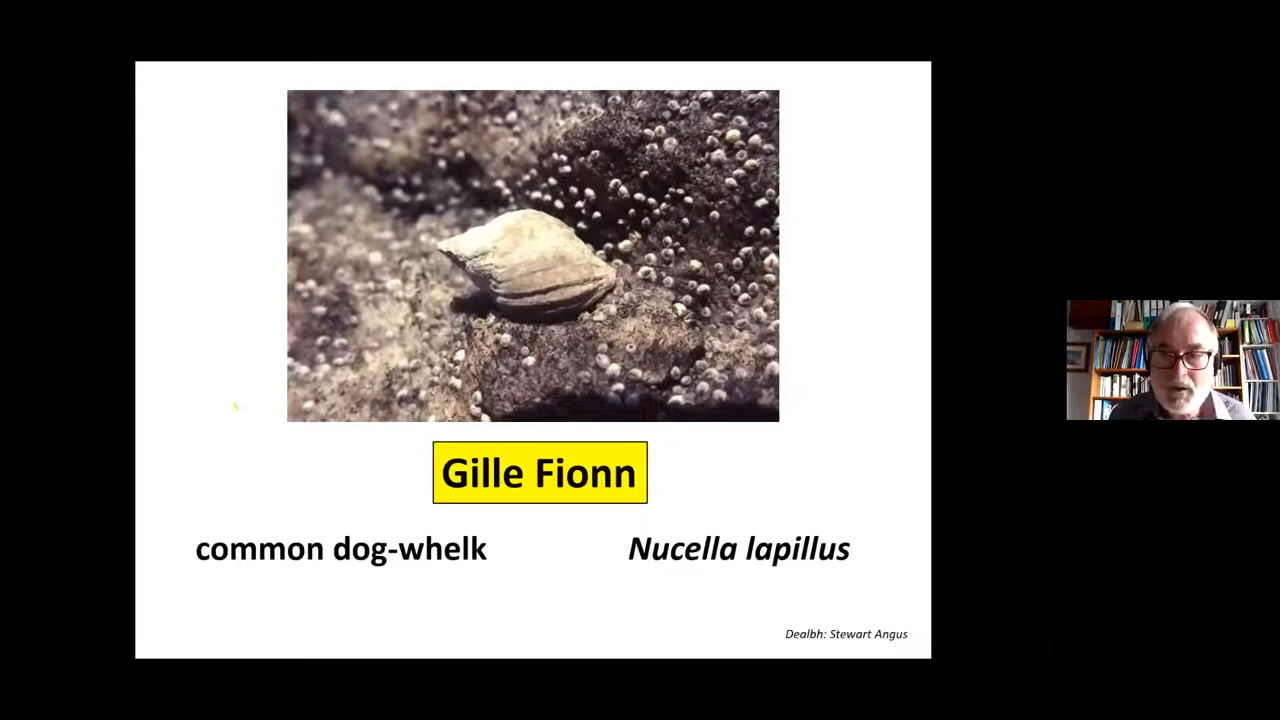 Gille Fionn
common dog-whelk
Nucella lapillus
Dealbh: Stewart Angus